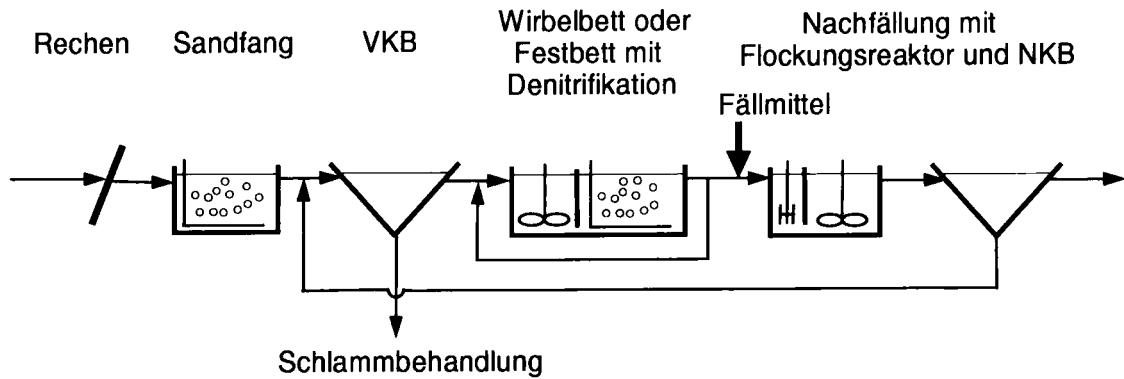 Rechen
Sandfang
VKB
Wirbelbett oder
Festbett mit
Denitrifikation
Nachfällung mit
Flockungsreaktor und NKB
Fällmittel
Schlammbehandlung